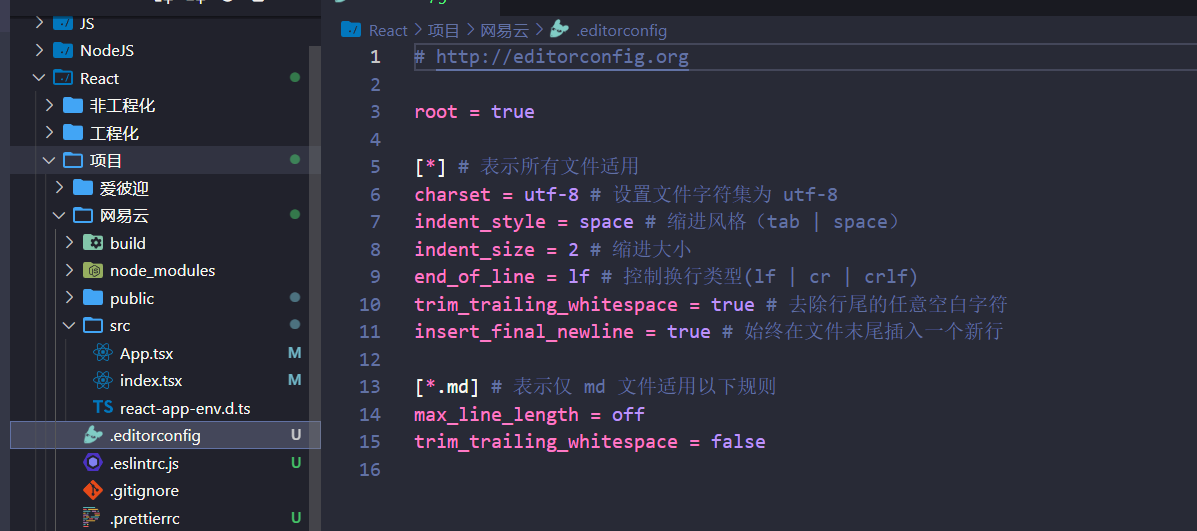 JS
NodeJS
React
非工程化
工程化
项目
爱彼迎
网易云
build
node_modules
public
src
App.tsx M
index.tsx M
TS react-app-env.d.ts
.editorconfig U
.eslintrc.js U
.gitignore
.prettierrc U
React > 项目 > 网易云 > .editorconfig
1 # http://editorconfig.org
2
3 root = true
4
5 [*] # 表示所有文件适用
6 charset = utf-8 # 设置文件字符集为 utf-8
7 indent_style = space # 缩进风格（tab | space）
8 indent_size = 2 # 缩进大小
9 end_of_line = lf # 控制换行类型(lf | cr | crlf)
10 trim_trailing_whitespace = true # 去除行尾的任意空白字符
11 insert_final_newline = true # 始终在文件末尾插入一个新行
12
13 [*.md] # 表示仅 md 文件适用以下规则
14 max_line_length = off
15 trim_trailing_whitespace = false
16